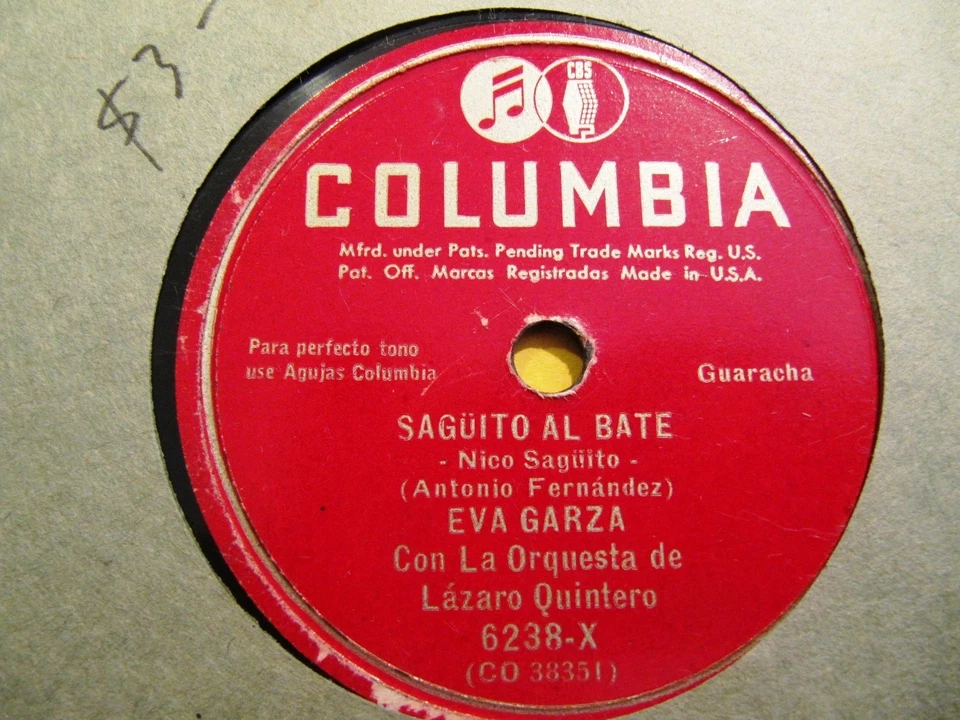 $3
CBS
COLUMBIA
Mfrd. under Pats. Pending Trade Marks Reg. U.S.
Pat. Off. Marcas Registradas Made in U.S.A.
Para perfecto tono
use Agujas Columbia
Guaracha
SAGÜITO AL BATE
- Nico Sagüito -
(Antonio Fernández)
EVA GARZA
Con La Orquesta de
Lázaro Quintero
6238-X
(CO 38351)